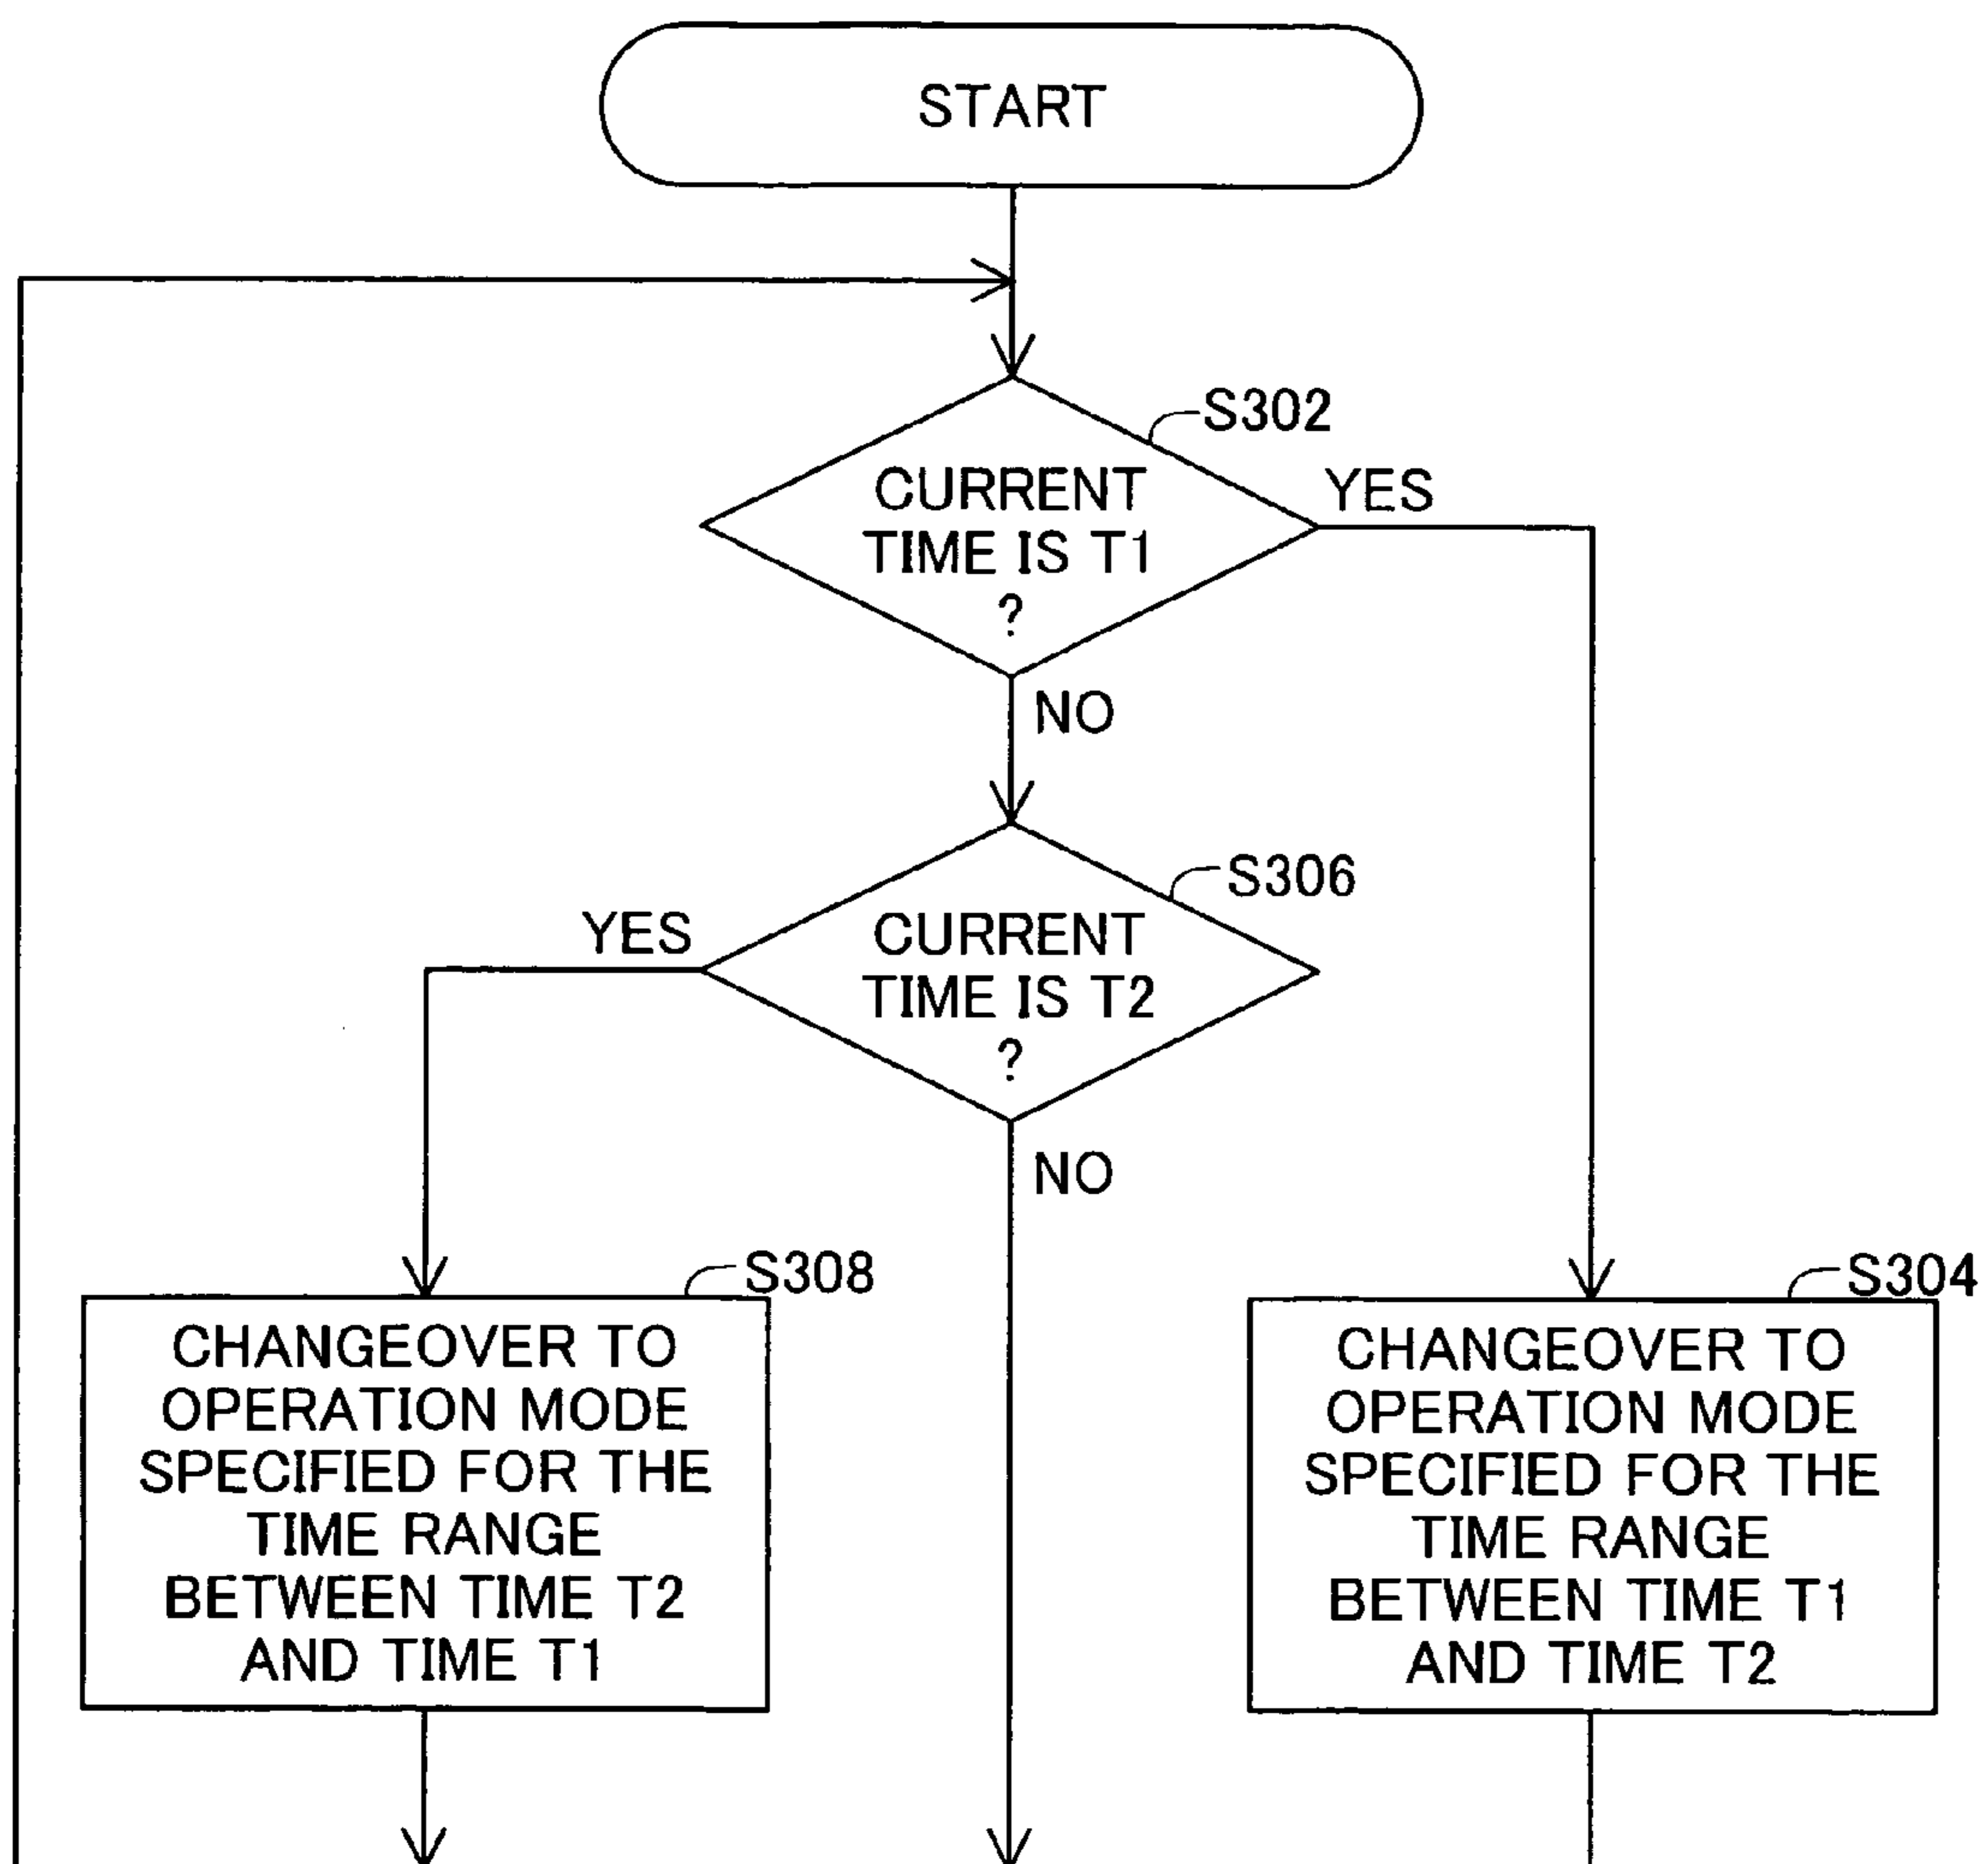 START
S302
CURRENT
TIME IS T1
?
YES
NO
S306
CURRENT
TIME IS T2
?
YES
NO
S308
CHANGEOVER TO
OPERATION MODE
SPECIFIED FOR THE
TIME RANGE
BETWEEN TIME T2
AND TIME T1
S304
CHANGEOVER TO
OPERATION MODE
SPECIFIED FOR THE
TIME RANGE
BETWEEN TIME T1
AND TIME T2